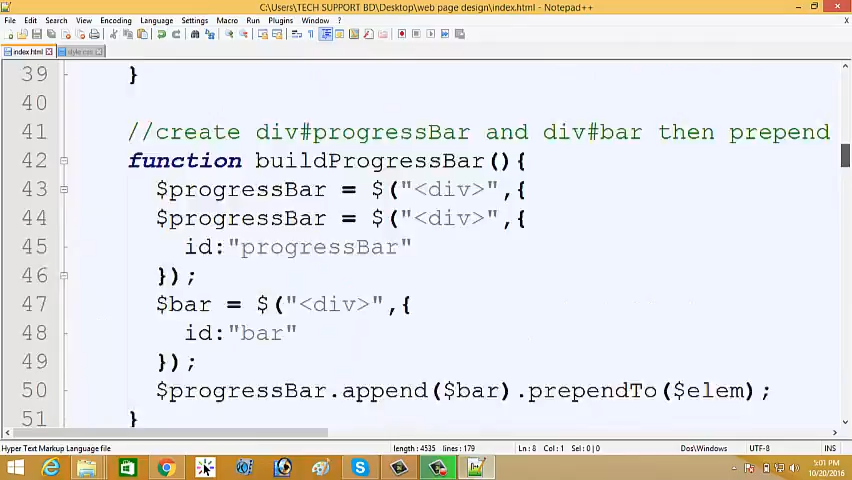 C:\Users\TECH SUPPORT BD\Desktop\web page design\index.html - Notepad++
File Edit Search View Encoding Language Settings Macro Run Plugins Window ?
index.html style.css
39 }
40
41 //create div#progressBar and div#bar then prepend
42 function buildProgressBar(){
43 $progressBar = $("<div>",{
44 $progressBar = $("<div>",{
45 id:"progressBar"
46 });
47 $bar = $("<div>",{
48 id:"bar"
49 });
50 $progressBar.append($bar).prependTo($elem);
51 }
Hyper Text Markup Language file length : 4535 lines : 179 Ln : 8 Col : 1 Sel : 0 | 0 Dos\Windows UTF-8 INS
5:01 PM
10/20/2016